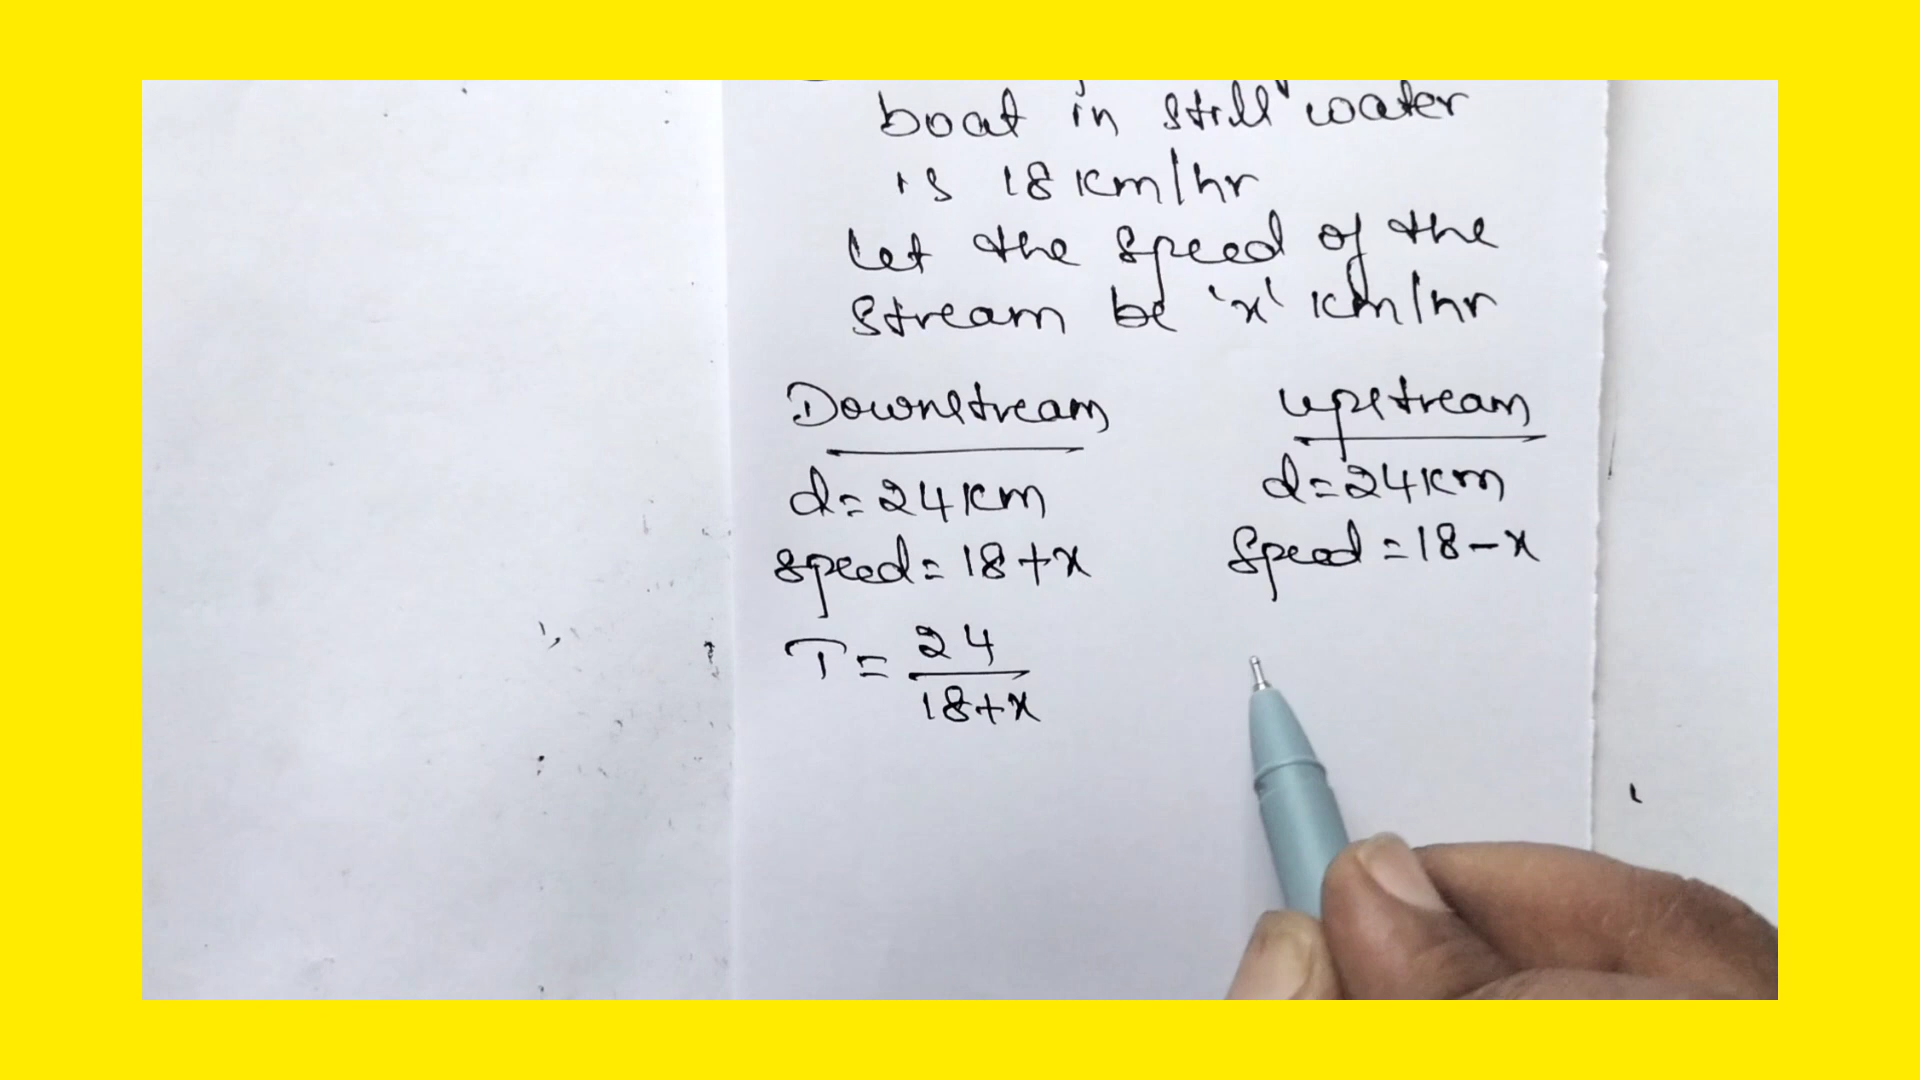 boat in still water
is 18 km/hr
Let the speed of the
stream be 'x' km/hr
Downstream
d=24km
speed=18+x
T=24/18+x
upstream
d=24km
Speed=18-x